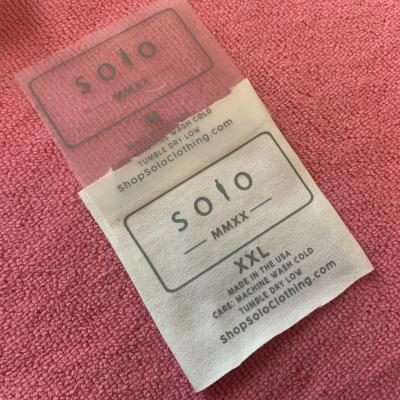 solo
MMXX
M
MACHINE WASH COLD
TUMBLE DRY LOW
ShopSoloClothing.com
solo
MMXX
XXL
MADE IN THE USA
CARE: MACHINE WASH COLD
TUMBLE DRY LOW
ShopSoloClothing.com